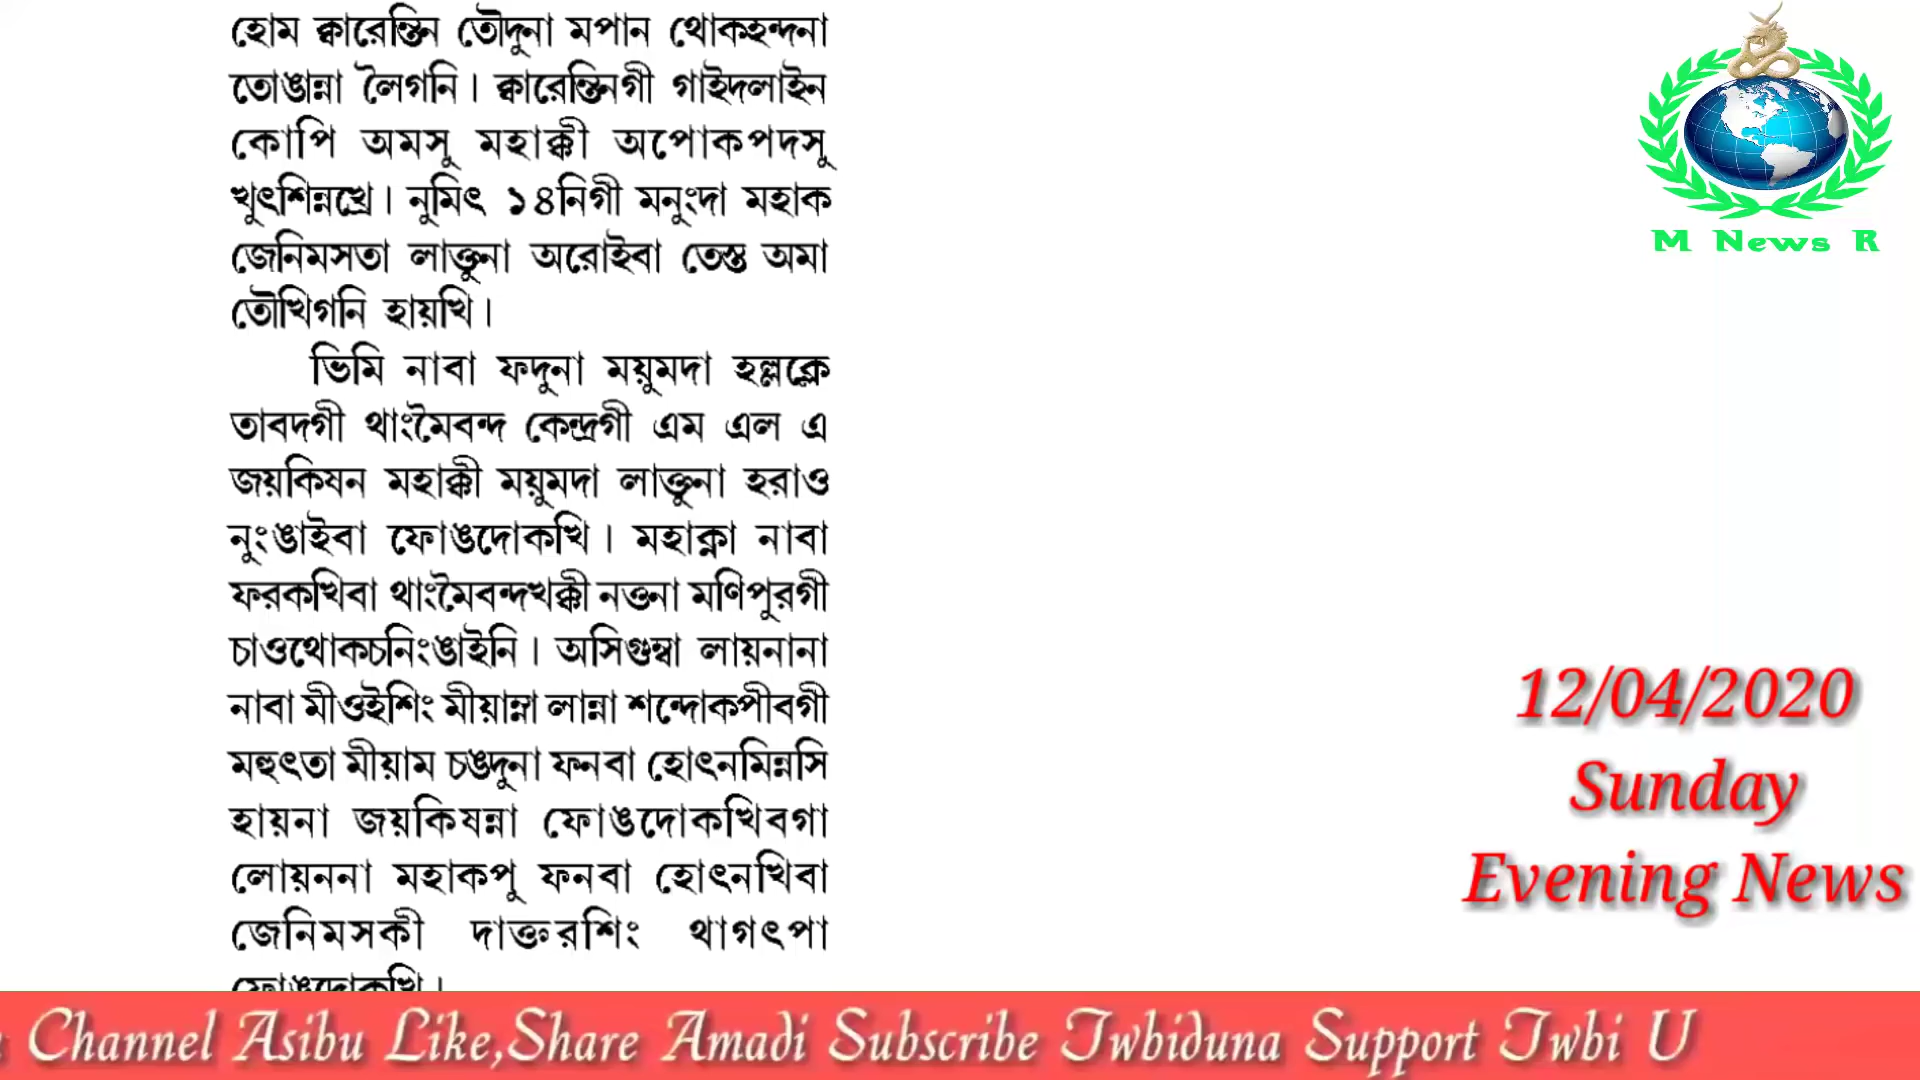 হোম ক্বারেন্তিন তৌদুনা মপান থোকহন্দনা
তোঙান্না লৈগনি। ক্বারেন্তিনগী গাইদলাইন
কোপি অমসু মহাক্কী অপোকপদসু
খুৎশিন্নখ্রে। নুমিৎ ১৪নিগী মনুংদা মহাক
জেনিমসতা লাক্তুনা অরোইবা তেস্ত অমা
তৌখিগনি হায়খি।
ভিমি নাবা ফদুনা ময়ুমদা হল্লক্লে
তাবদগী থাংমৈবন্দ কেন্দ্রগী এম এল এ
জয়কিষন মহাক্কী ময়ুমদা লাক্তুনা হরাও
নুংঙাইবা ফোঙদোকখি। মহাক্না নাবা
ফরকখিবা থাংমৈবন্দখক্কী নত্তনা মণিপুরগী
চাওথোকচনিংঙাইনি। অসিগুম্বা লায়নানা
নাবা মীওইশিং মীয়াম্না লান্না শন্দোকপীবগী
মহুৎতা মীয়াম চঙদুনা ফনবা হোৎনমিন্নসি
হায়না জয়কিষন্না ফোঙদোকখিবগা
লোয়ননা মহাকপু ফনবা হোৎনখিবা
জেনিমসকী দাক্তরশিং থাগৎপা
ফোঙদোকখি।
M News R
12/04/2020
Sunday
Evening News
Channel Asibu Like,Share Amadi Subscribe Twbiduna Support Twbi U